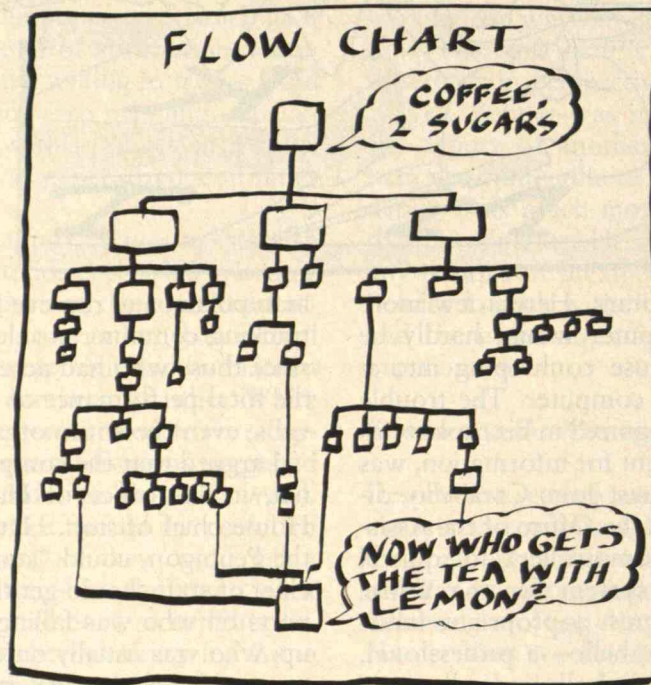 FLOW CHART
COFFEE,
2 SUGARS
NOW WHO GETS
THE TEA WITH
LEMON?